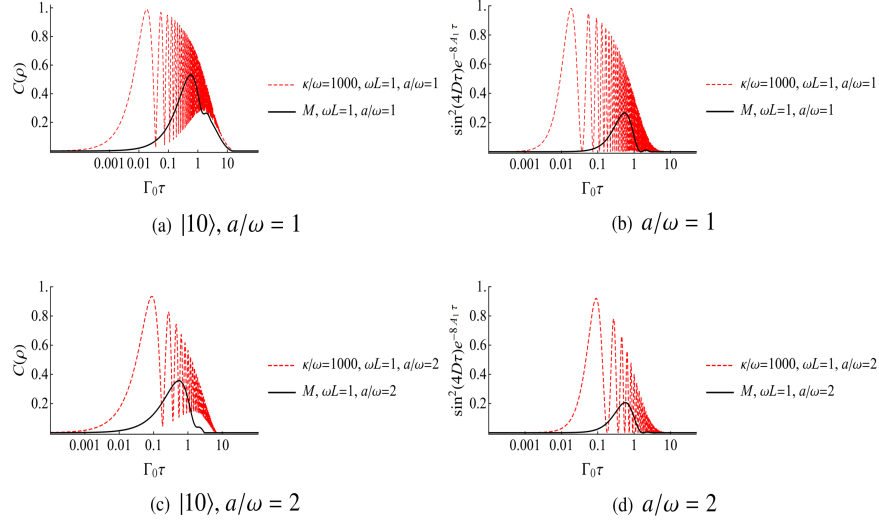 1.
0.8
0.6
0.4
0.2
C(ρ)
0.001 0.01 0.1 1 10
Γ₀τ
κ/ω=1000, ωL=1, a/ω=1
M, ωL=1, a/ω=1
(a) |10⟩, a/ω = 1
1.
0.8
0.6
0.4
0.2
sin²(4Dτ)e^{-8A₁τ}
0.001 0.01 0.1 1 10
Γ₀τ
κ/ω=1000, ωL=1, a/ω=1
M, ωL=1, a/ω=1
(b) a/ω = 1
1.
0.8
0.6
0.4
0.2
C(ρ)
0.001 0.01 0.1 1 10
Γ₀τ
κ/ω=1000, ωL=1, a/ω=2
M, ωL=1, a/ω=2
(c) |10⟩, a/ω = 2
1.
0.8
0.6
0.4
0.2
sin²(4Dτ)e^{-8A₁τ}
0.001 0.01 0.1 1 10
Γ₀τ
κ/ω=1000, ωL=1, a/ω=2
M, ωL=1, a/ω=2
(d) a/ω = 2